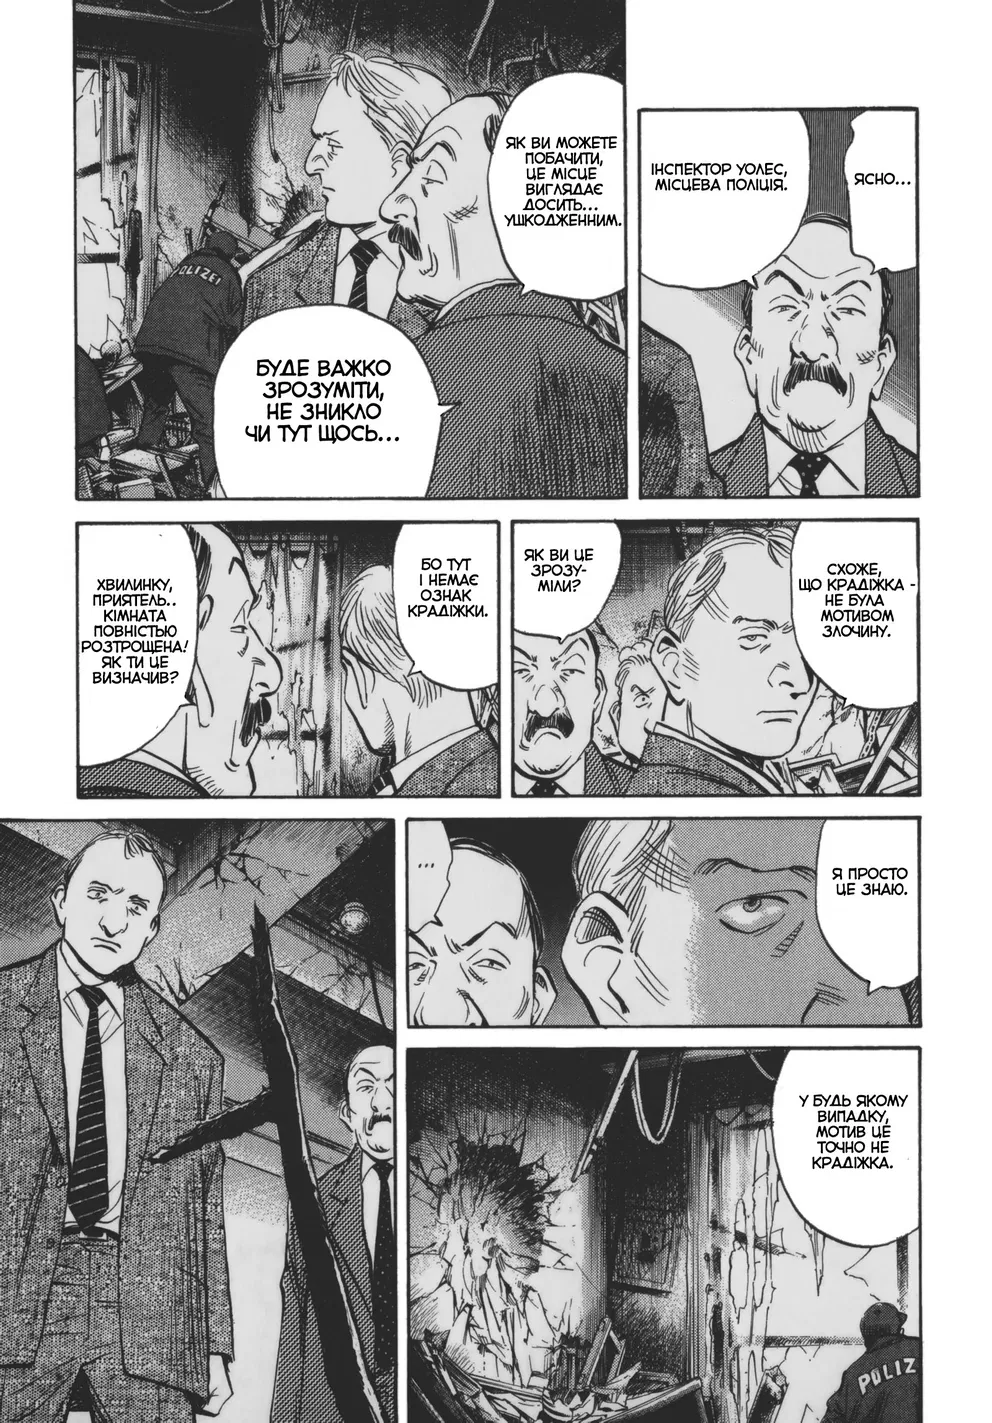 ЯСНО...
ІНСПЕКТОР УОЛЕС,
МІСЦЕВА ПОЛІЦІЯ.
ЯК ВИ МОЖЕТЕ
ПОБАЧИТИ,
ЦЕ МІСЦЕ
ВИГЛЯДАЄ
ДОСИТЬ...
УШКОДЖЕННИМ.
POLIZEI
БУДЕ ВАЖКО
ЗРОЗУМІТИ,
НЕ ЗНИКЛО
ЧИ ТУТ ЩОСЬ...
СХОЖЕ,
ЩО КРАДІЖКА -
НЕ БУЛА
МОТИВОМ
ЗЛОЧИНУ.
ЯК ВИ ЦЕ
ЗРОЗУ-
МІЛИ?
БО ТУТ
І НЕМАЄ
ОЗНАК
КРАДІЖКИ.
ХВИЛИНКУ,
ПРИЯТЕЛЬ..
КІМНАТА
ПОВНІСТЬЮ
РОЗТРОЩЕНА!
ЯК ТИ ЦЕ
ВИЗНАЧИВ?
Я ПРОСТО
ЦЕ ЗНАЮ.
...
У БУДЬ ЯКОМУ
ВИПАДКУ,
МОТИВ ЦЕ
ТОЧНО НЕ
КРАДІЖКА.
POLIZ